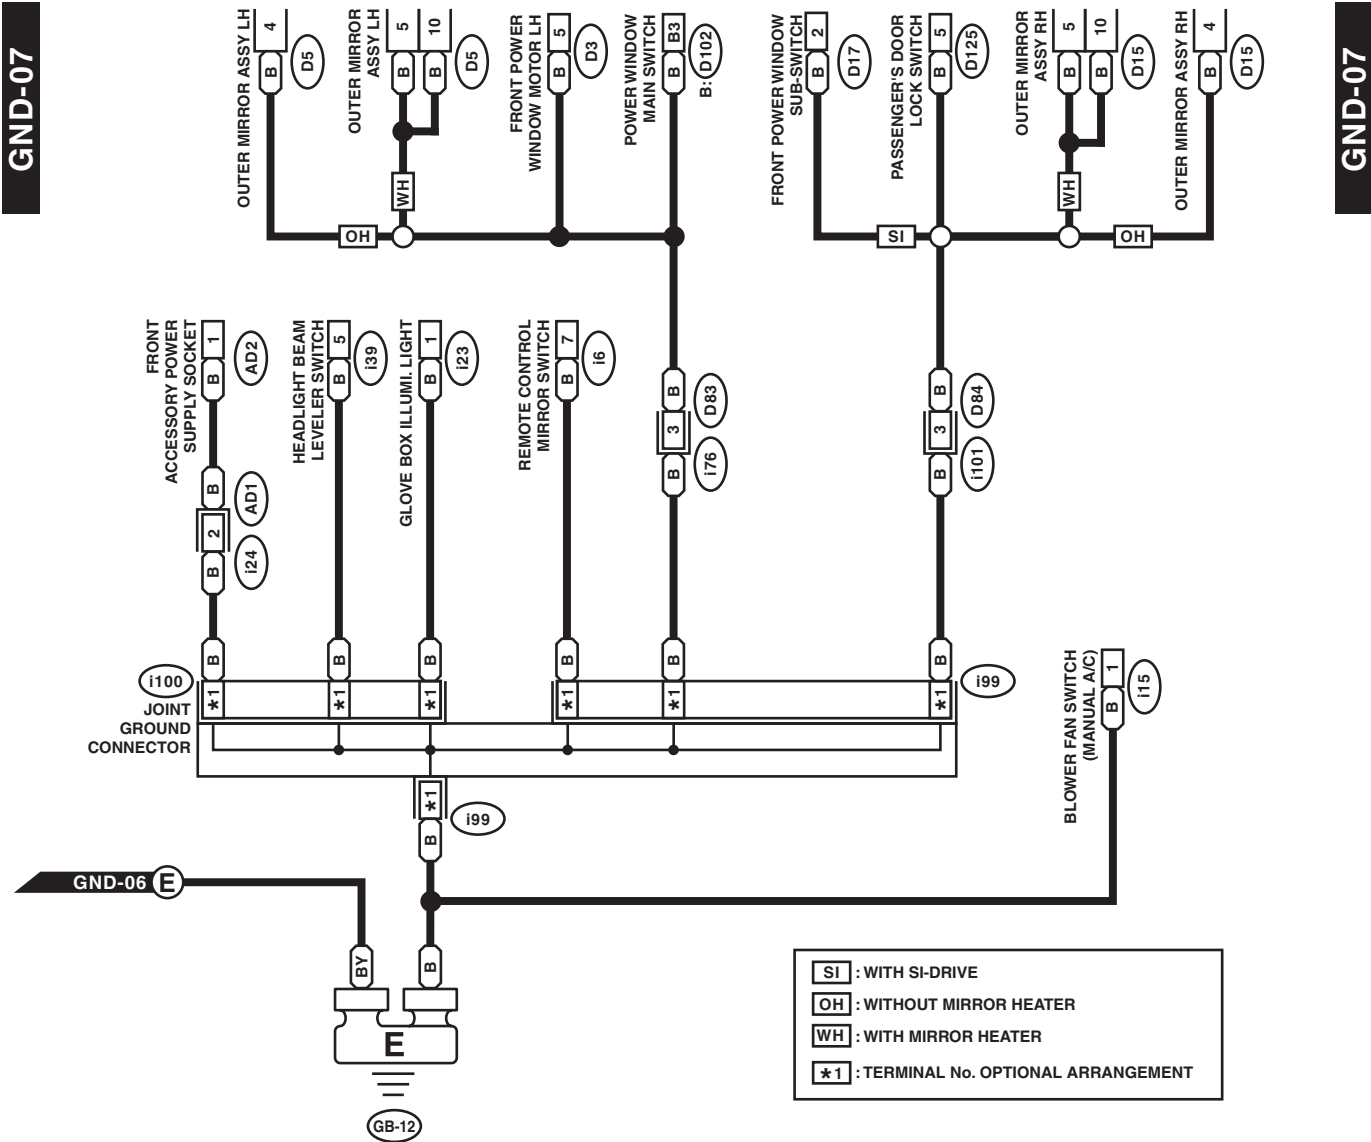 GND-07
GND-07
OUTER MIRROR ASSY LH
4
B
D5
OUTER MIRROR
ASSY LH
5
10
B
B
D5
FRONT POWER
WINDOW MOTOR LH
5
B
D3
POWER WINDOW
MAIN SWITCH
B3
B
B: D102
FRONT POWER WINDOW
SUB-SWITCH
2
B
D17
PASSENGER'S DOOR
LOCK SWITCH
5
B
D125
OUTER MIRROR
ASSY RH
5
10
B
B
D15
OUTER MIRROR ASSY RH
4
B
D15
WH
WH
OH
SI
OH
FRONT
ACCESSORY POWER
SUPPLY SOCKET
1
B
AD2
B
AD1
2
B
i24
HEADLIGHT BEAM
LEVELER SWITCH
5
B
i39
GLOVE BOX ILLUMI. LIGHT
1
B
i23
REMOTE CONTROL
MIRROR SWITCH
7
B
i6
B
D83
3
B
i76
B
D84
3
B
i101
B
B
B
B
B
B
i100
*1
*1
*1
*1
*1
*1
i99
JOINT
GROUND
CONNECTOR
BLOWER FAN SWITCH
(MANUAL A/C)
1
B
i15
*1
i99
B
GND-06 E
BY
B
E
GB-12
SI : WITH SI-DRIVE
OH : WITHOUT MIRROR HEATER
WH : WITH MIRROR HEATER
*1 : TERMINAL No. OPTIONAL ARRANGEMENT